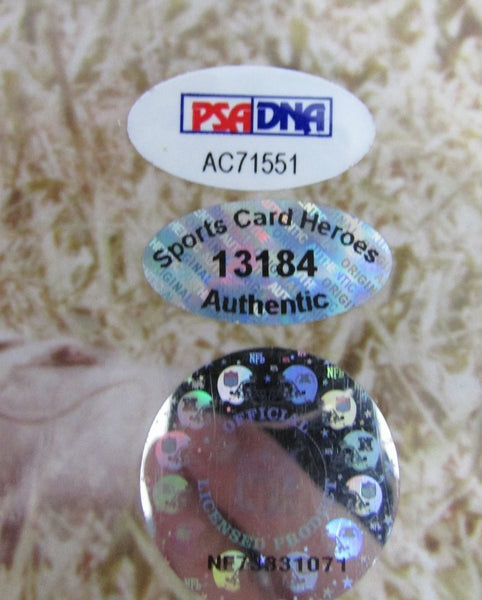 PSA DNA
AC71551
Sports Card Heroes
13184
Authentic
NFL
OFFICIAL
LICENSED PRODUCT